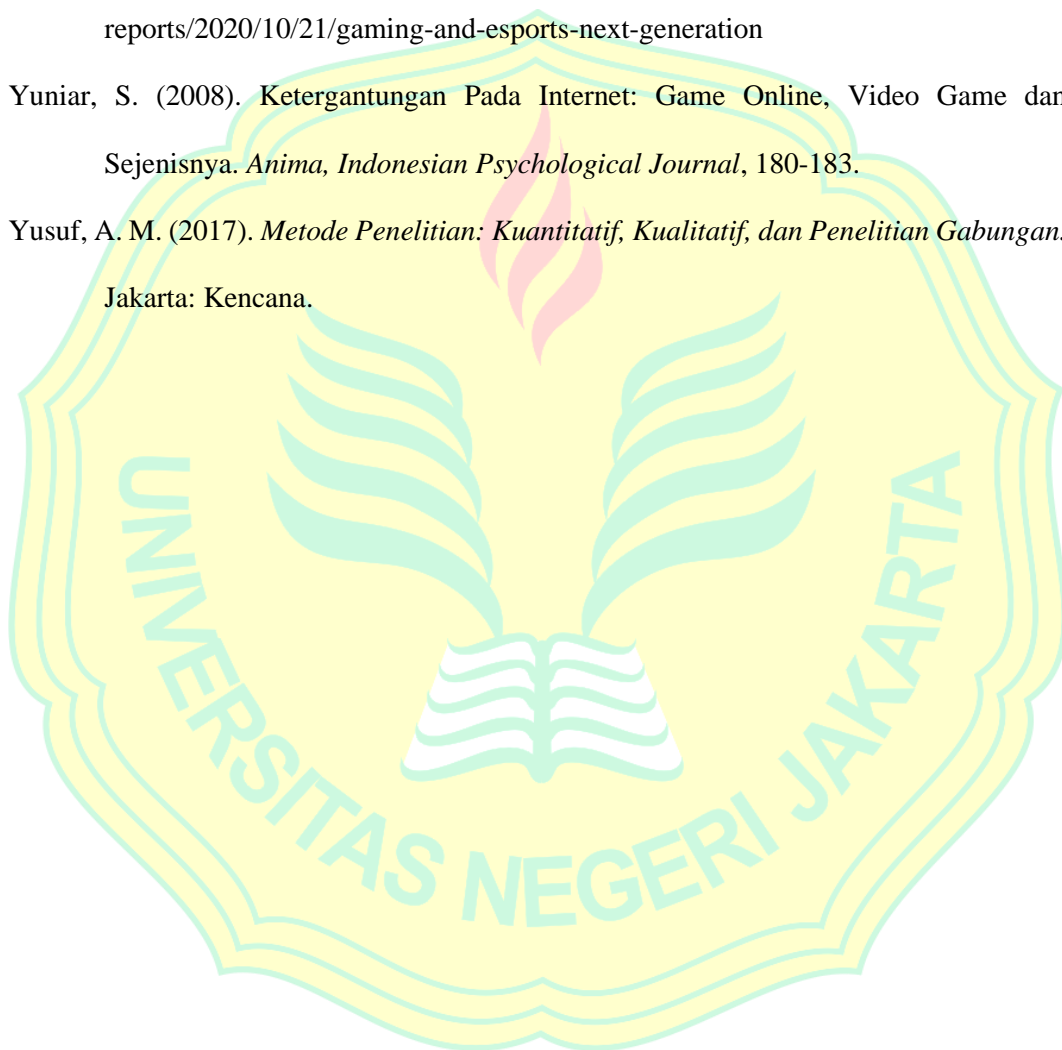 reports/2020/10/21/gaming-and-esports-next-generation
Yuniar, S. (2008). Ketergantungan Pada Internet: Game Online, Video Game dan
Sejenisnya. Anima, Indonesian Psychological Journal, 180-183.
Yusuf, A. M. (2017). Metode Penelitian: Kuantitatif, Kualitatif, dan Penelitian Gabungan.
Jakarta: Kencana.
UNIVERSITAS NEGERI JAKARTA